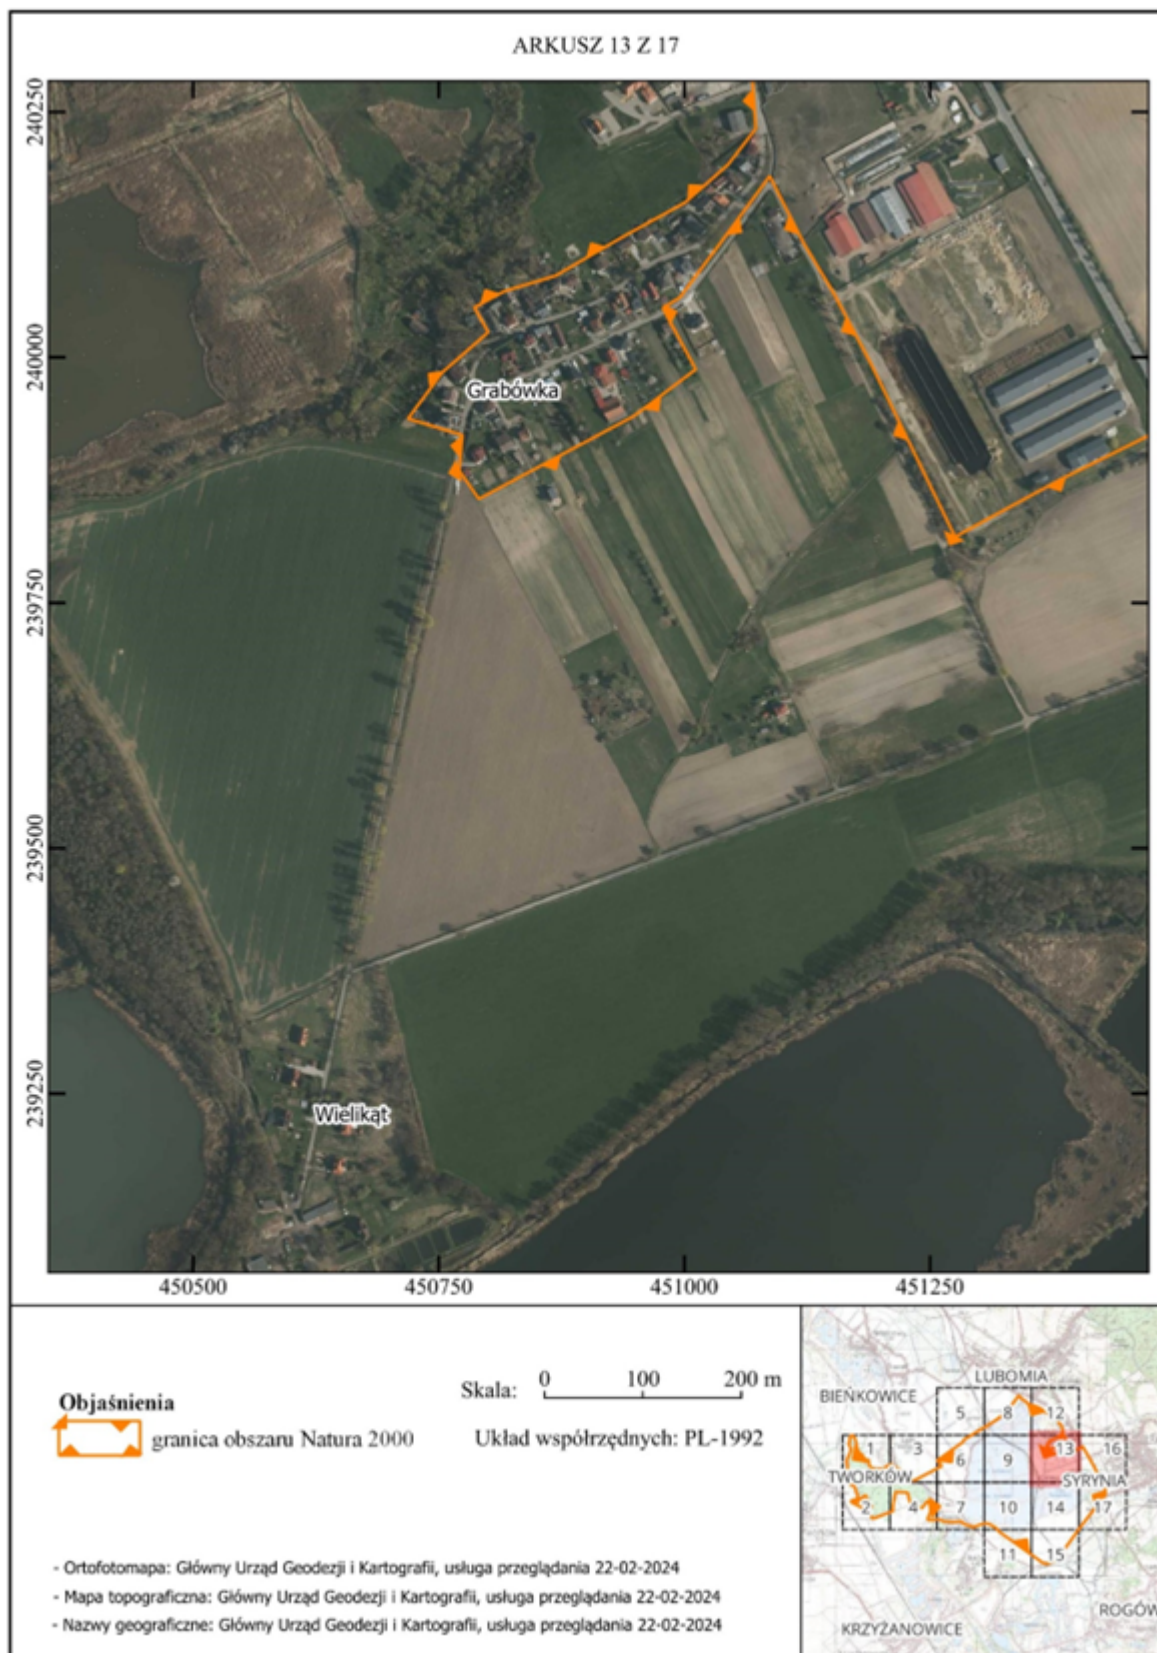 ARKUSZ 13 Z 17
240250
240000
239750
239500
239250
Grabówka
Wielikąt
450500
450750
451000
451250
Objaśnienia
granica obszaru Natura 2000
Skala:
0 100 200 m
Układ współrzędnych: PL-1992
- Ortofotomapa: Główny Urząd Geodezji i Kartografii, usługa przeglądania 22-02-2024
- Mapa topograficzna: Główny Urząd Geodezji i Kartografii, usługa przeglądania 22-02-2024
- Nazwy geograficzne: Główny Urząd Geodezji i Kartografii, usługa przeglądania 22-02-2024
LUBOMIA
BIEŃKOWICE
5 8 12
1 3 6 9 13 16
TWORKÓW
SYRYNIA
2 4 7 10 14 17
11 15
ROGÓW
KRZYŻANOWICE